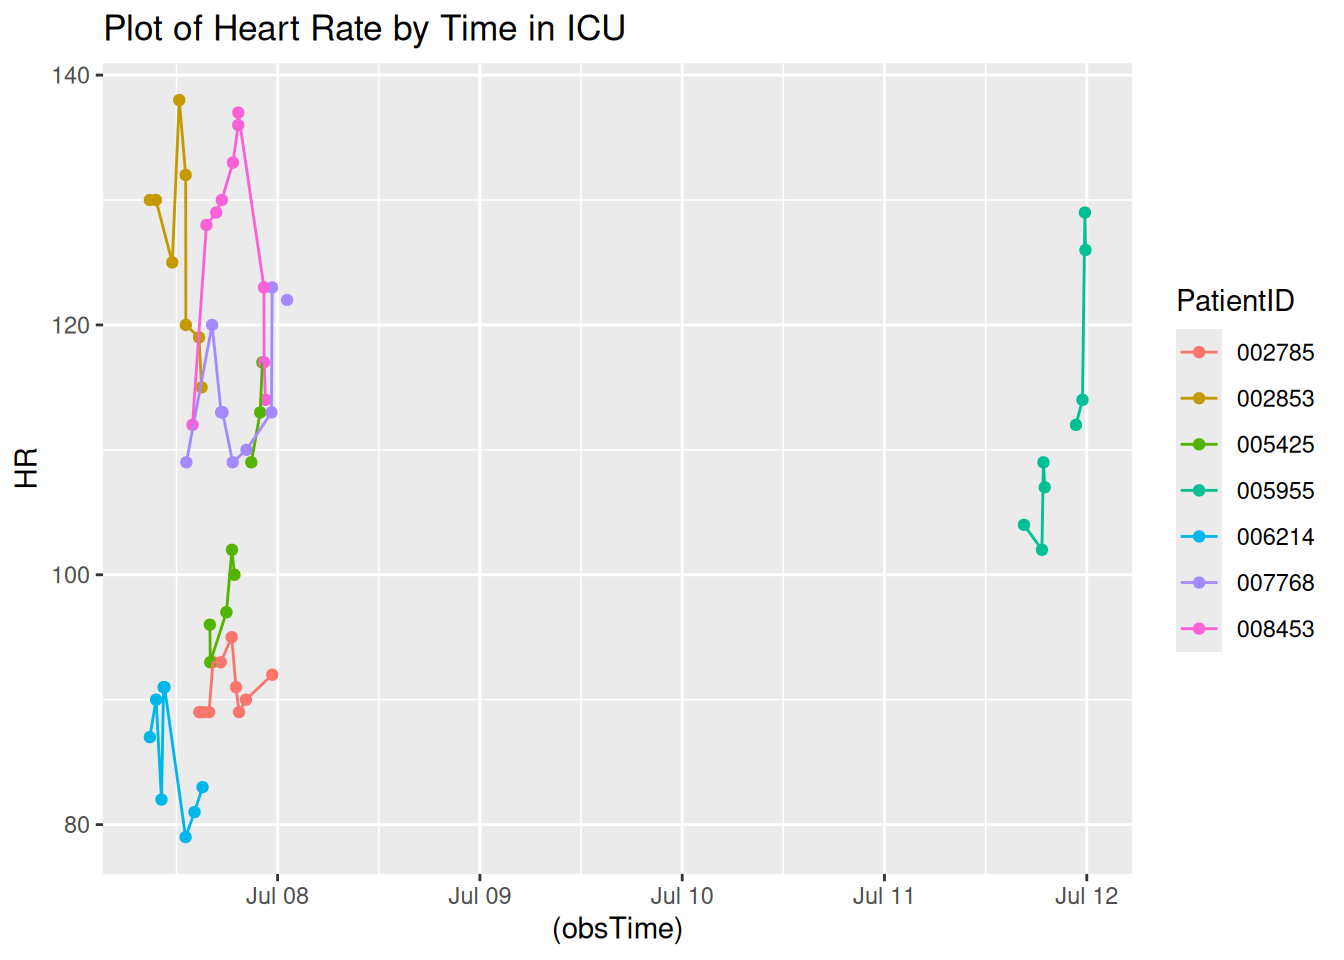 Plot of Heart Rate by Time in ICU
140
120
100
80
HR
Jul 08
Jul 09
Jul 10
Jul 11
Jul 12
(obsTime)
PatientID
002785
002853
005425
005955
006214
007768
008453